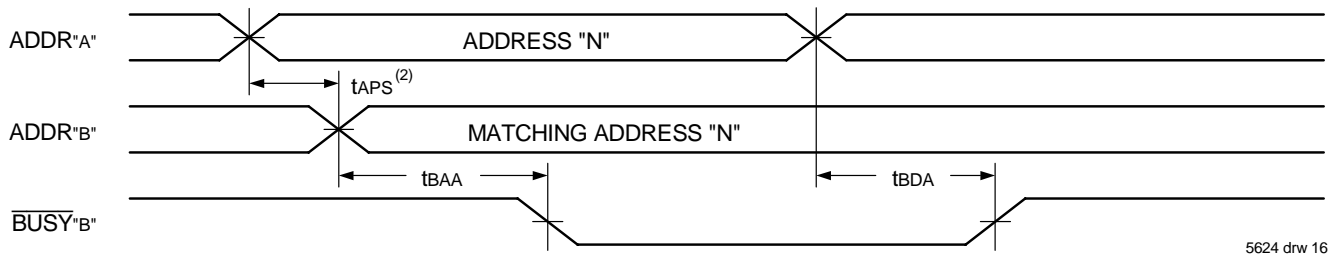 ADDR"A"
ADDRESS "N"
tAPS(2)
ADDR"B"
MATCHING ADDRESS "N"
tBAA
tBDA
BUSY"B"
5624 drw 16